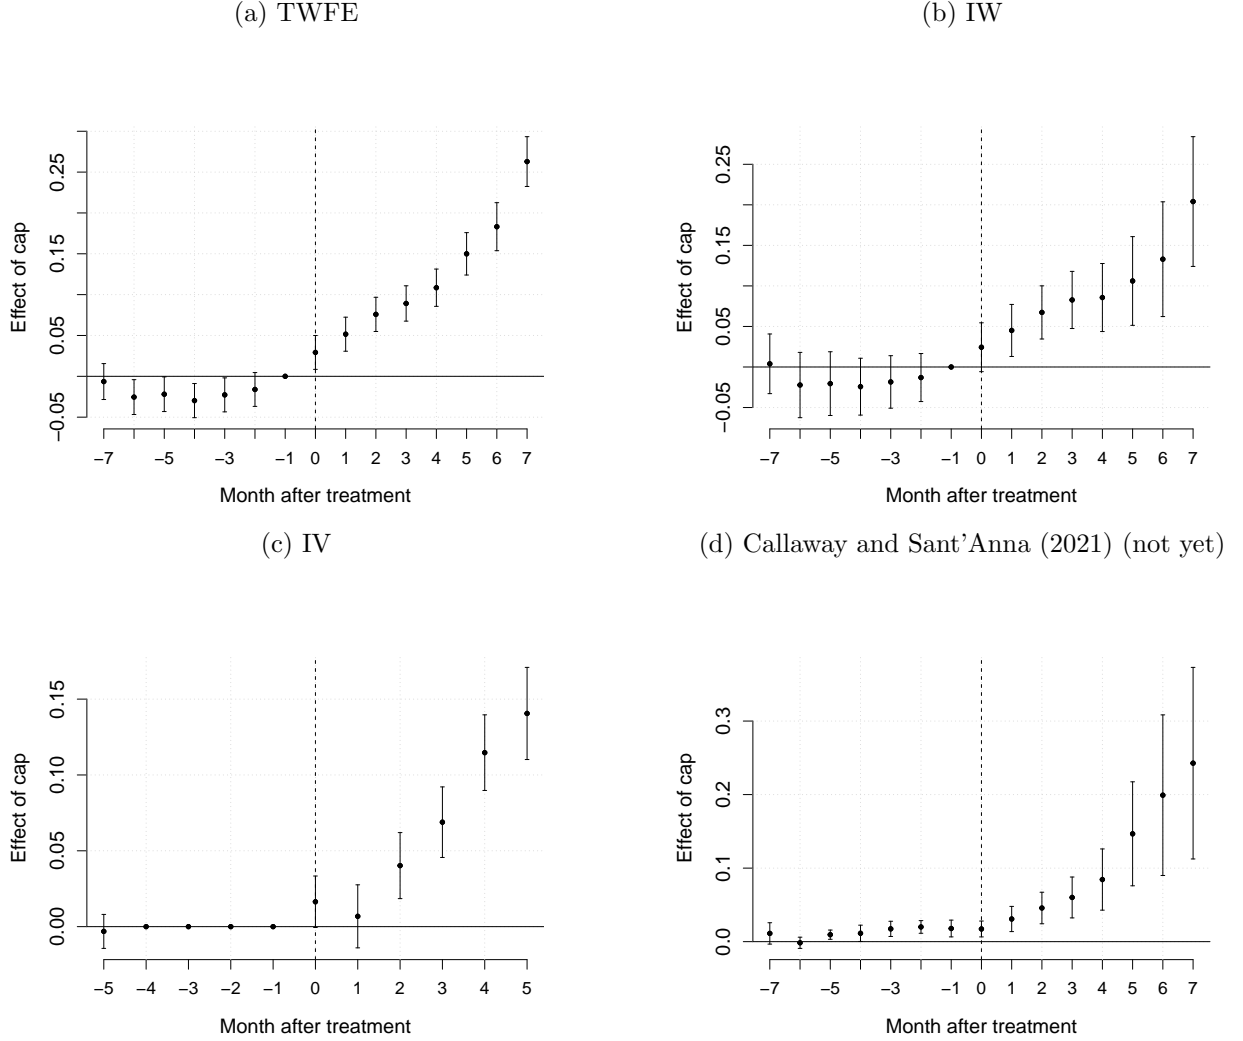 (a) TWFE
(b) IW
Effect of cap
0.25
0.15
0.05
−0.05
−7 −5 −3 −1 0 1 2 3 4 5 6 7
Month after treatment
Effect of cap
0.25
0.15
0.05
−0.05
−7 −5 −3 −1 0 1 2 3 4 5 6 7
Month after treatment
(c) IV
(d) Callaway and Sant'Anna (2021) (not yet)
Effect of cap
0.15
0.10
0.05
0.00
−5 −4 −3 −2 −1 0 1 2 3 4 5
Month after treatment
Effect of cap
0.3
0.2
0.1
0.0
−7 −5 −3 −1 0 1 2 3 4 5 6 7
Month after treatment